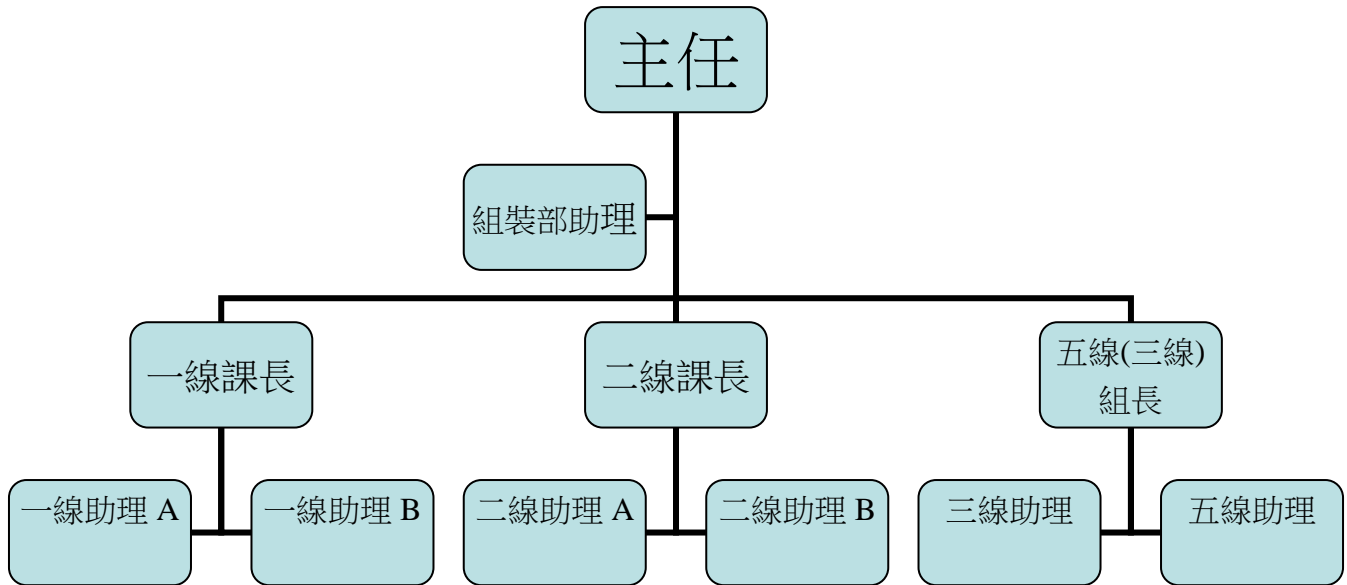 主任
組裝部助理
一線課長
二線課長
五線(三線)
組長
一線助理 A
一線助理 B
二線助理 A
二線助理 B
三線助理
五線助理